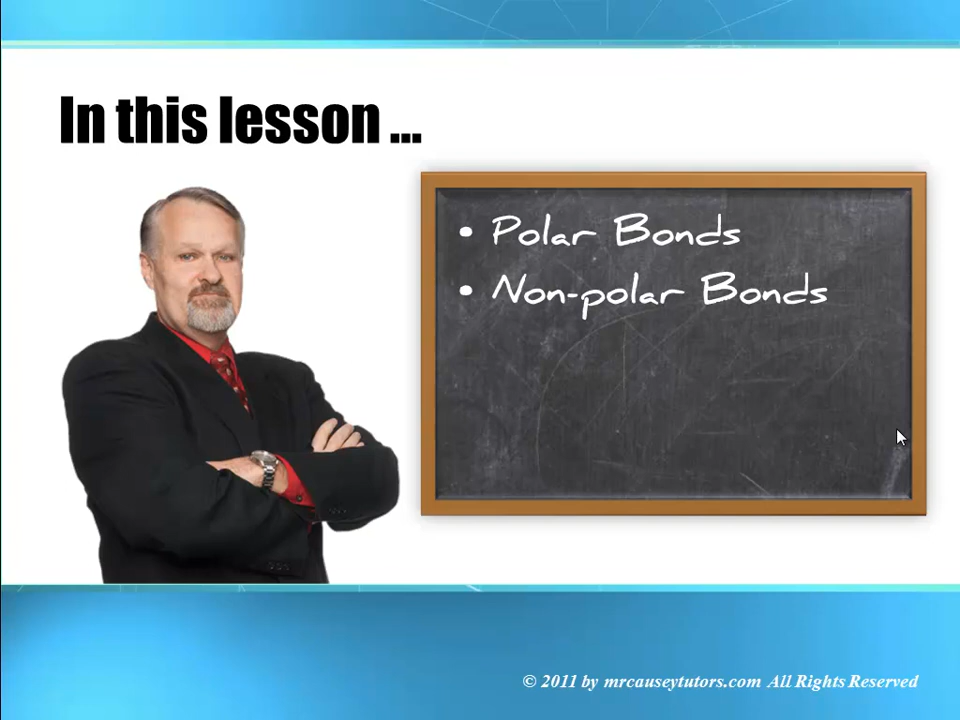 In this lesson ...
• Polar Bonds
• Non-polar Bonds
© 2011 by mrcauseytutors.com All Rights Reserved